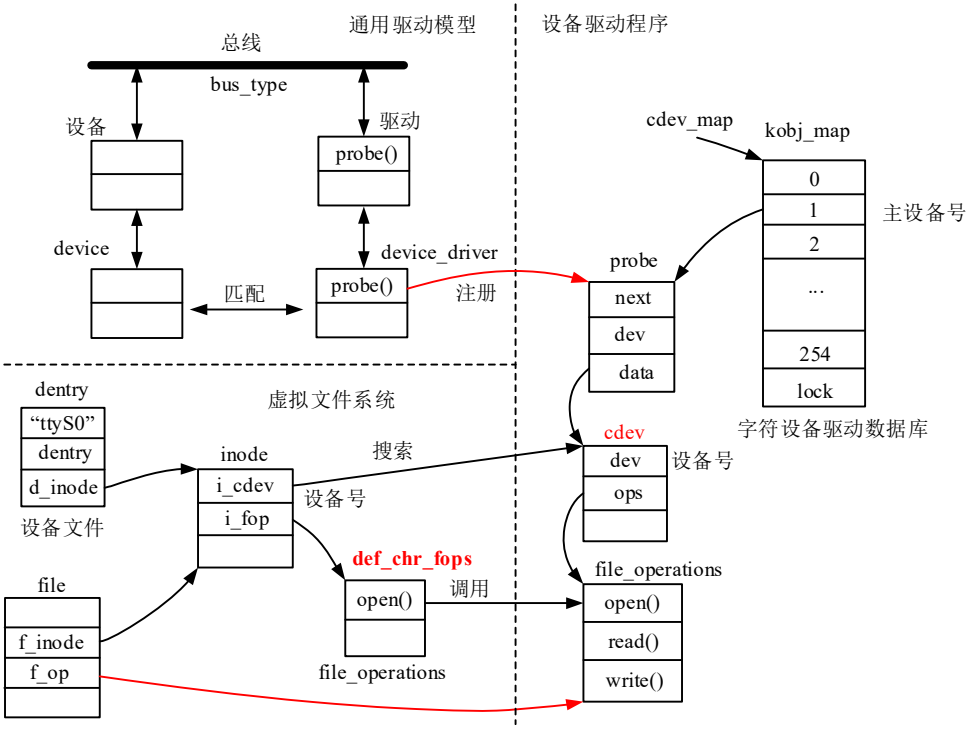 通用驱动模型
总线
bus_type
设备
驱动
probe()
device
device_driver
probe()
匹配
注册
设备驱动程序
cdev_map
kobj_map
0
1
主设备号
2
...
254
lock
字符设备驱动数据库
probe
next
dev
data
cdev
dev
设备号
ops
file_operations
open()
read()
write()
虚拟文件系统
dentry
“ttyS0”
dentry
d_inode
设备文件
inode
i_cdev
设备号
i_fop
搜索
def_chr_fops
open()
调用
file_operations
file
f_inode
f_op